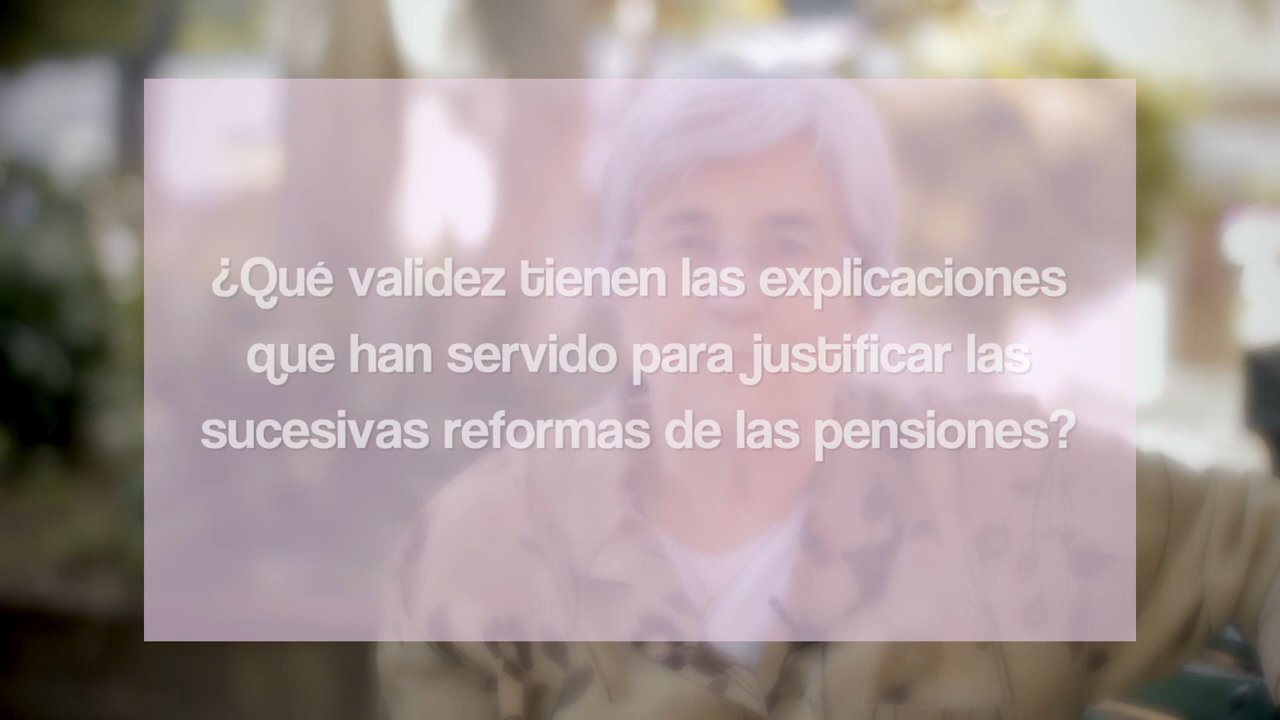 ¿Qué validez tienen las explicaciones
que han servido para justificar las
sucesivas reformas de las pensiones?